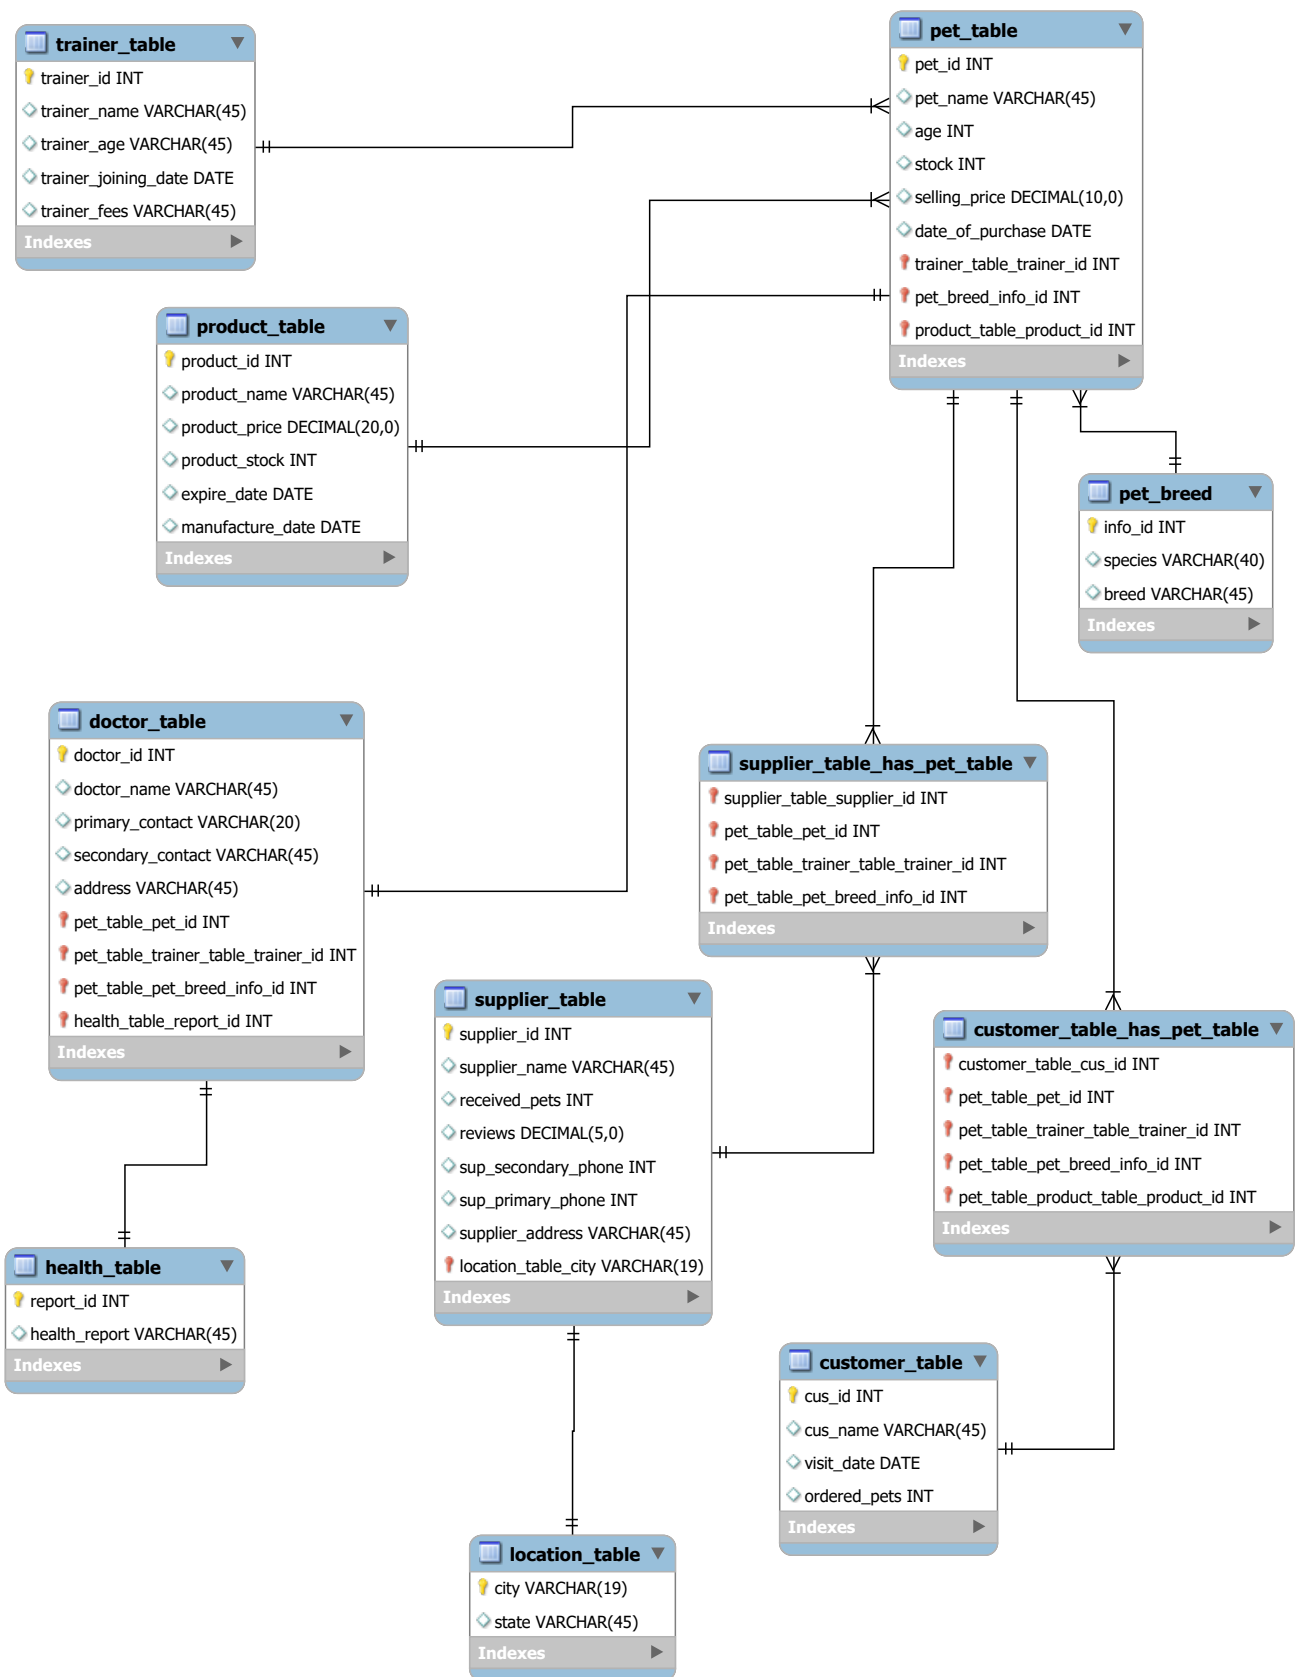 trainer_table
trainer_id INT
trainer_name VARCHAR(45)
trainer_age VARCHAR(45)
trainer_joining_date DATE
trainer_fees VARCHAR(45)
Indexes
pet_table
pet_id INT
pet_name VARCHAR(45)
age INT
stock INT
selling_price DECIMAL(10,0)
date_of_purchase DATE
trainer_table_trainer_id INT
pet_breed_info_id INT
product_table_product_id INT
Indexes
product_table
product_id INT
product_name VARCHAR(45)
product_price DECIMAL(20,0)
product_stock INT
expire_date DATE
manufacture_date DATE
Indexes
pet_breed
info_id INT
species VARCHAR(40)
breed VARCHAR(45)
Indexes
doctor_table
doctor_id INT
doctor_name VARCHAR(45)
primary_contact VARCHAR(20)
secondary_contact VARCHAR(45)
address VARCHAR(45)
pet_table_pet_id INT
pet_table_trainer_table_trainer_id INT
pet_table_pet_breed_info_id INT
health_table_report_id INT
Indexes
supplier_table_has_pet_table
supplier_table_supplier_id INT
pet_table_pet_id INT
pet_table_trainer_table_trainer_id INT
pet_table_pet_breed_info_id INT
Indexes
supplier_table
supplier_id INT
supplier_name VARCHAR(45)
received_pets INT
reviews DECIMAL(5,0)
sup_secondary_phone INT
sup_primary_phone INT
supplier_address VARCHAR(45)
location_table_city VARCHAR(19)
Indexes
customer_table_has_pet_table
customer_table_cus_id INT
pet_table_pet_id INT
pet_table_trainer_table_trainer_id INT
pet_table_pet_breed_info_id INT
pet_table_product_table_product_id INT
Indexes
health_table
report_id INT
health_report VARCHAR(45)
Indexes
customer_table
cus_id INT
cus_name VARCHAR(45)
visit_date DATE
ordered_pets INT
Indexes
location_table
city VARCHAR(19)
state VARCHAR(45)
Indexes